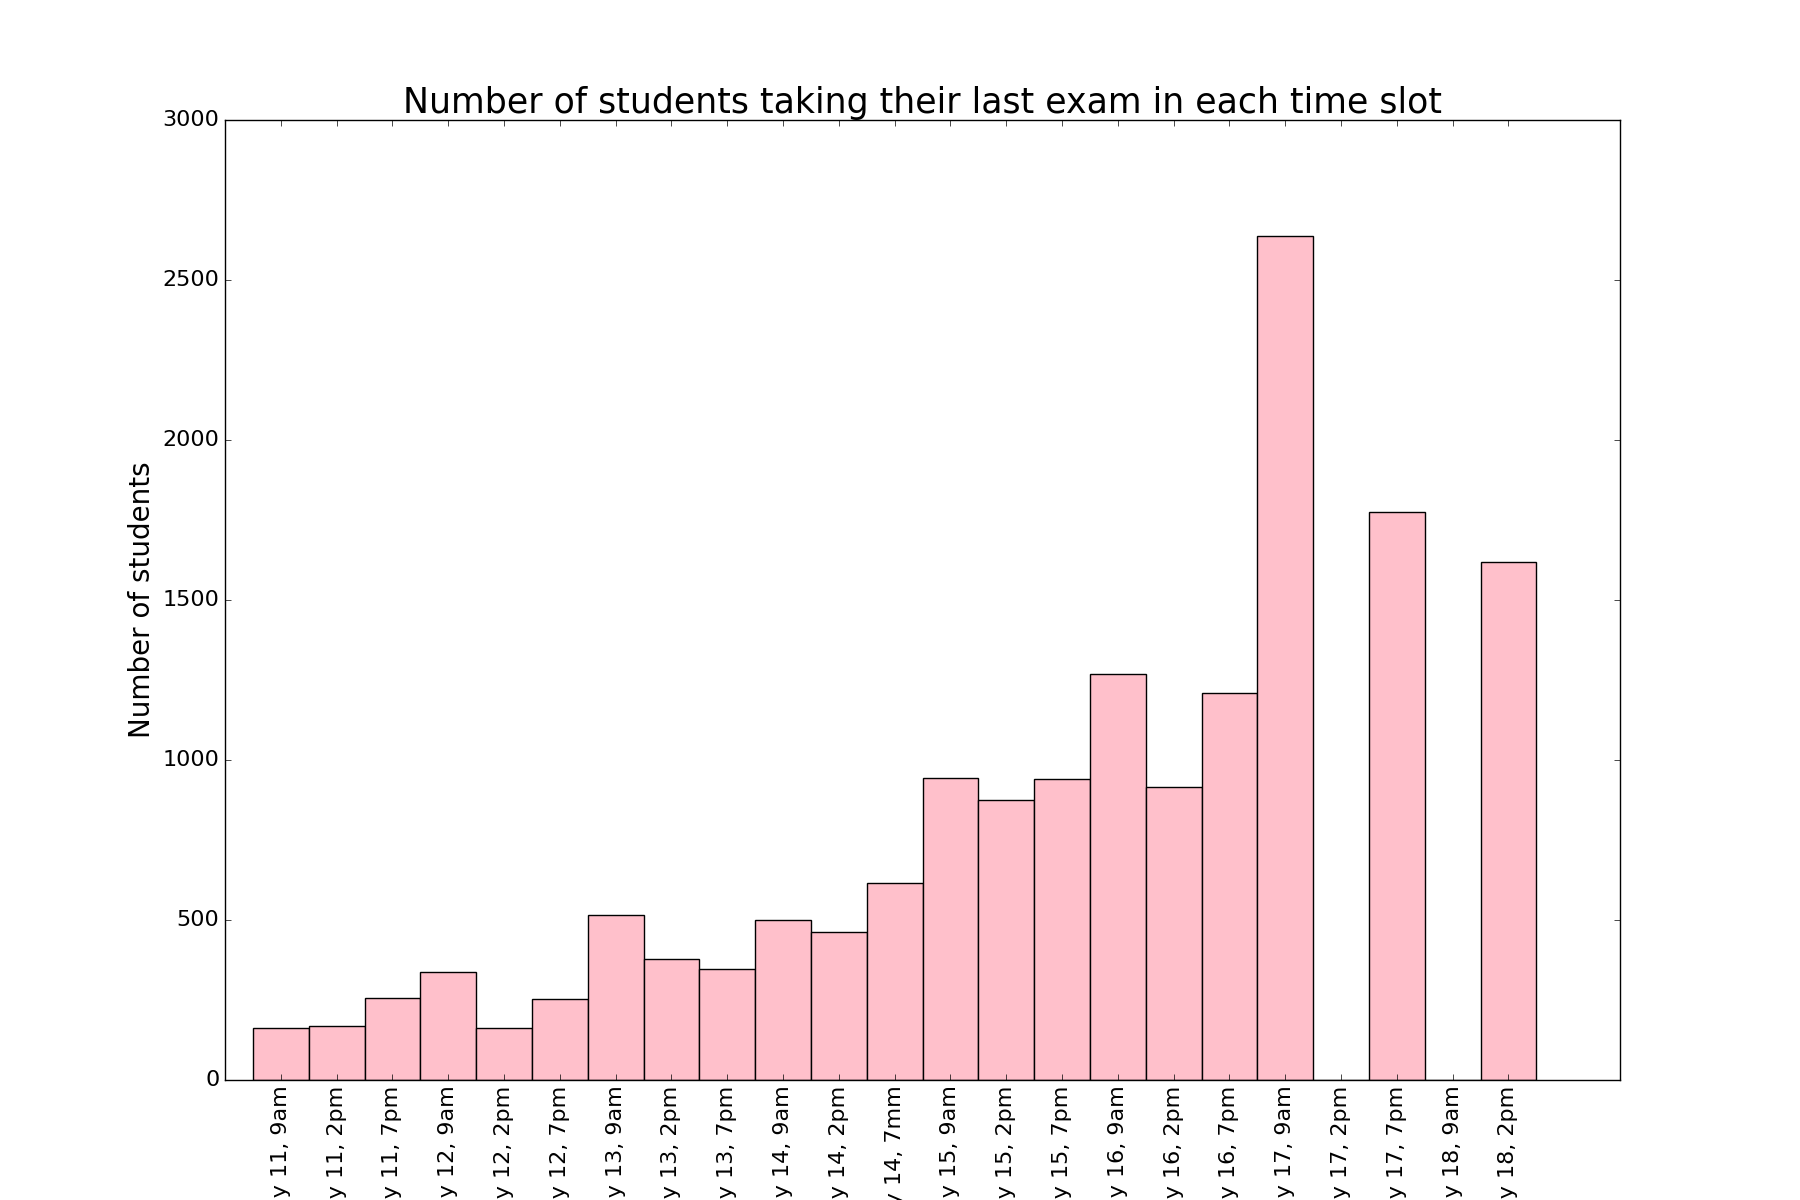 Number of students taking their last exam in each time slot
Number of students
3000
2500
2000
1500
1000
500
0
y 11, 9am
y 11, 2pm
y 11, 7pm
y 12, 9am
y 12, 2pm
y 12, 7pm
y 13, 9am
y 13, 2pm
y 13, 7pm
y 14, 9am
y 14, 2pm
y 14, 7mm
y 15, 9am
y 15, 2pm
y 15, 7pm
y 16, 9am
y 16, 2pm
y 16, 7pm
y 17, 9am
y 17, 2pm
y 17, 7pm
y 18, 9am
y 18, 2pm